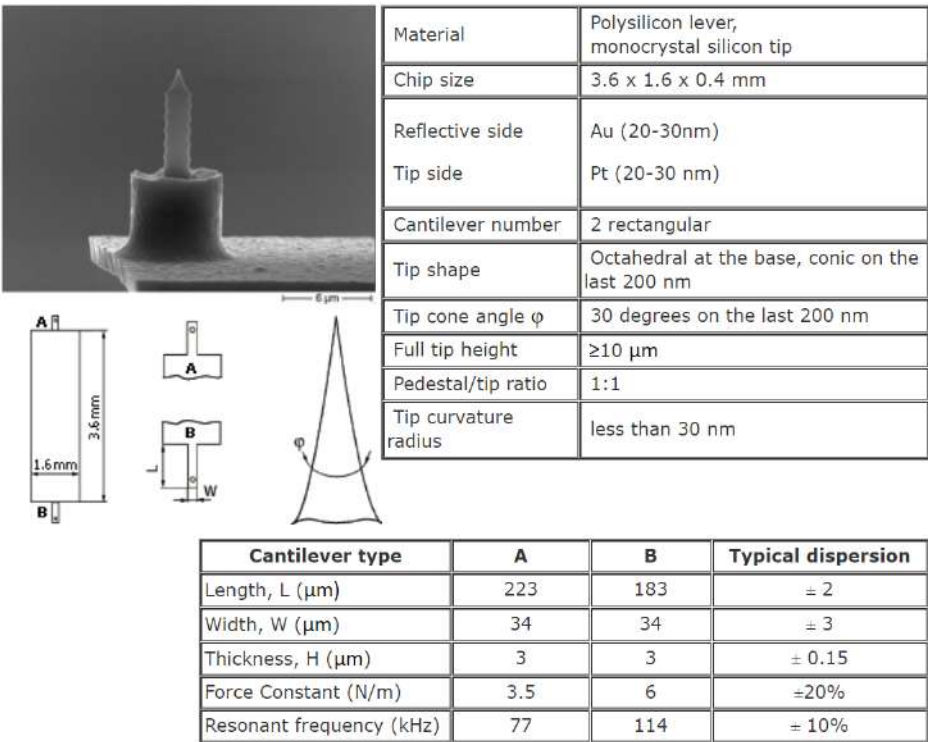 Material Polysilicon lever,
monocrystal silicon tip
Chip size 3.6 x 1.6 x 0.4 mm
Reflective side Au (20-30nm)
Tip side Pt (20-30 nm)
Cantilever number 2 rectangular
Tip shape Octahedral at the base, conic on the
last 200 nm
Tip cone angle φ 30 degrees on the last 200 nm
Full tip height ≥10 μm
Pedestal/tip ratio 1:1
Tip curvature
radius less than 30 nm
6 μm
A
A
B
3.6mm
1.6mm
B
L
W
φ
Cantilever type A B Typical dispersion
Length, L (μm) 223 183 ± 2
Width, W (μm) 34 34 ± 3
Thickness, H (μm) 3 3 ± 0.15
Force Constant (N/m) 3.5 6 ±20%
Resonant frequency (kHz) 77 114 ± 10%